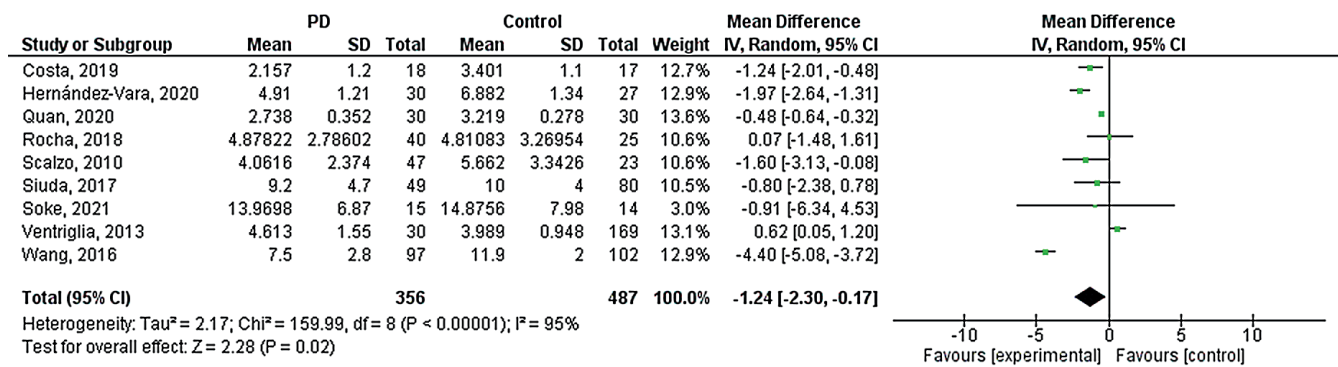 PD Control Mean Difference Mean Difference
Study or Subgroup Mean SD Total Mean SD Total Weight IV, Random, 95% CI IV, Random, 95% CI
Costa, 2019 2.157 1.2 18 3.401 1.1 17 12.7% -1.24 [-2.01, -0.48]
Hernández-Vara, 2020 4.91 1.21 30 6.882 1.34 27 12.9% -1.97 [-2.64, -1.31]
Quan, 2020 2.738 0.352 30 3.219 0.278 30 13.6% -0.48 [-0.64, -0.32]
Rocha, 2018 4.87822 2.78602 40 4.81083 3.26954 25 10.6% 0.07 [-1.48, 1.61]
Scalzo, 2010 4.0616 2.374 47 5.662 3.3426 23 10.6% -1.60 [-3.13, -0.08]
Siuda, 2017 9.2 4.7 49 10 4 80 10.5% -0.80 [-2.38, 0.78]
Soke, 2021 13.9698 6.87 15 14.8756 7.98 14 3.0% -0.91 [-6.34, 4.53]
Ventriglia, 2013 4.613 1.55 30 3.989 0.948 169 13.1% 0.62 [0.05, 1.20]
Wang, 2016 7.5 2.8 97 11.9 2 102 12.9% -4.40 [-5.08, -3.72]
Total (95% CI) 356 487 100.0% -1.24 [-2.30, -0.17]
Heterogeneity: Tau² = 2.17; Chi² = 159.99, df = 8 (P < 0.00001); I² = 95%
Test for overall effect: Z = 2.28 (P = 0.02)
-10 -5 0 5 10
Favours [experimental] Favours [control]